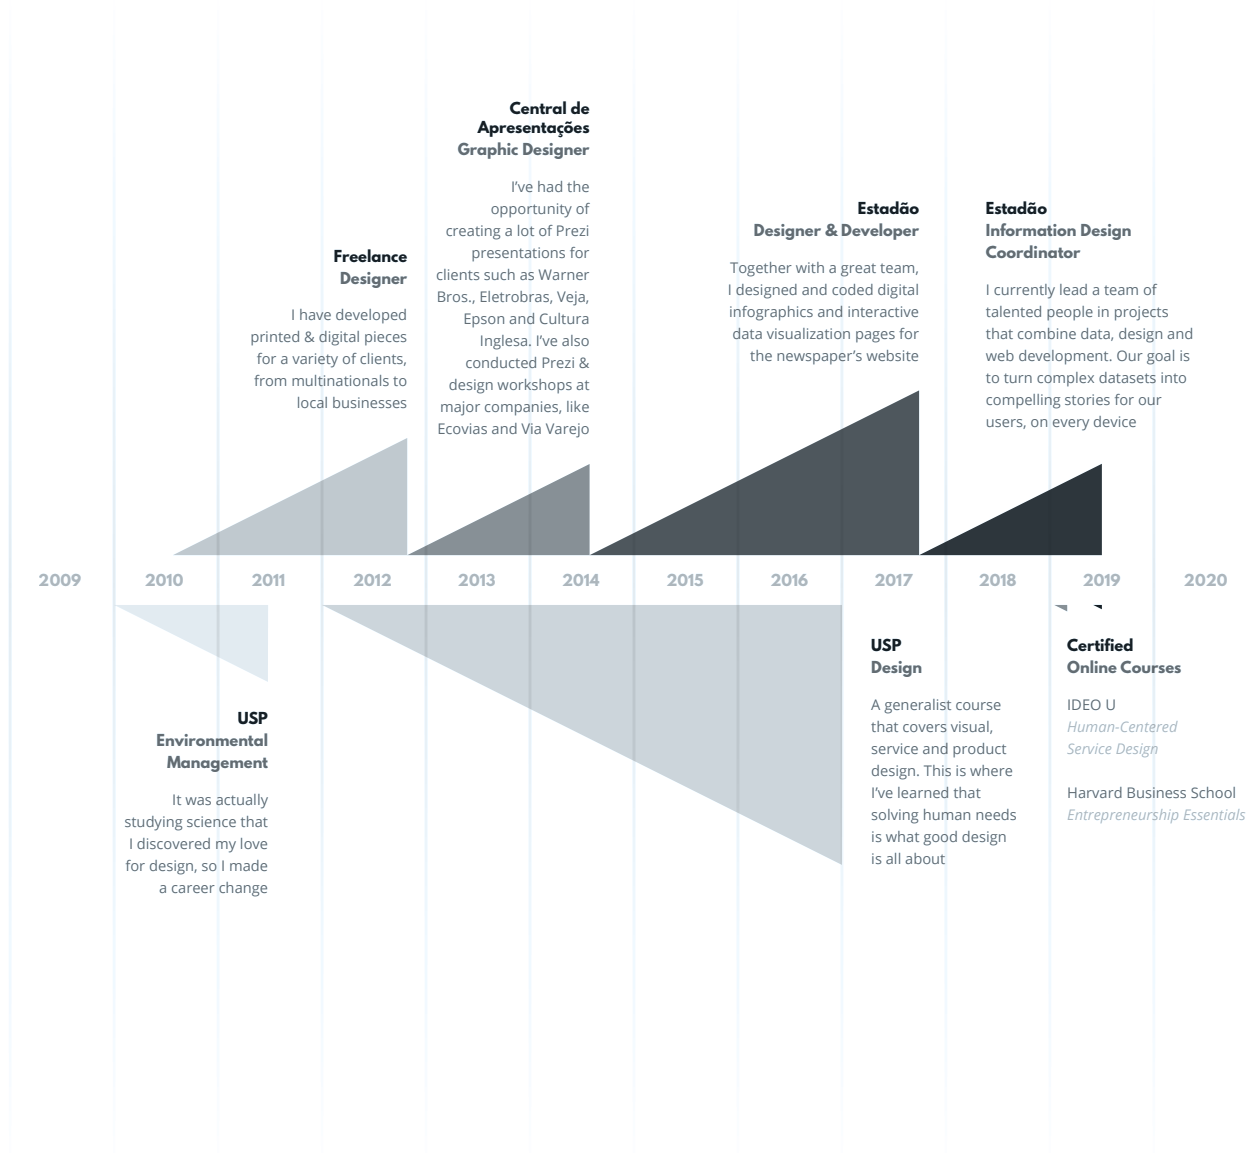 Central de
Apresentações
Graphic Designer
I’ve had the
opportunity of
creating a lot of Prezi
presentations for
clients such as Warner
Bros., Eletrobras, Veja,
Epson and Cultura
Inglesa. I’ve also
conducted Prezi &
design workshops at
major companies, like
Ecovias and Via Varejo
Freelance
Designer
I have developed
printed & digital pieces
for a variety of clients,
from multinationals to
local businesses
Estadão
Designer & Developer
Together with a great team,
I designed and coded digital
infographics and interactive
data visualization pages for
the newspaper’s website
Estadão
Information Design
Coordinator
I currently lead a team of
talented people in projects
that combine data, design and
web development. Our goal is
to turn complex datasets into
compelling stories for our
users, on every device
2009 2010 2011 2012 2013 2014 2015 2016 2017 2018 2019 2020
USP
Environmental
Management
It was actually
studying science that
I discovered my love
for design, so I made
a career change
USP
Design
A generalist course
that covers visual,
service and product
design. This is where
I’ve learned that
solving human needs
is what good design
is all about
Certified
Online Courses
IDEO U
Human-Centered
Service Design
Harvard Business School
Entrepreneurship Essentials